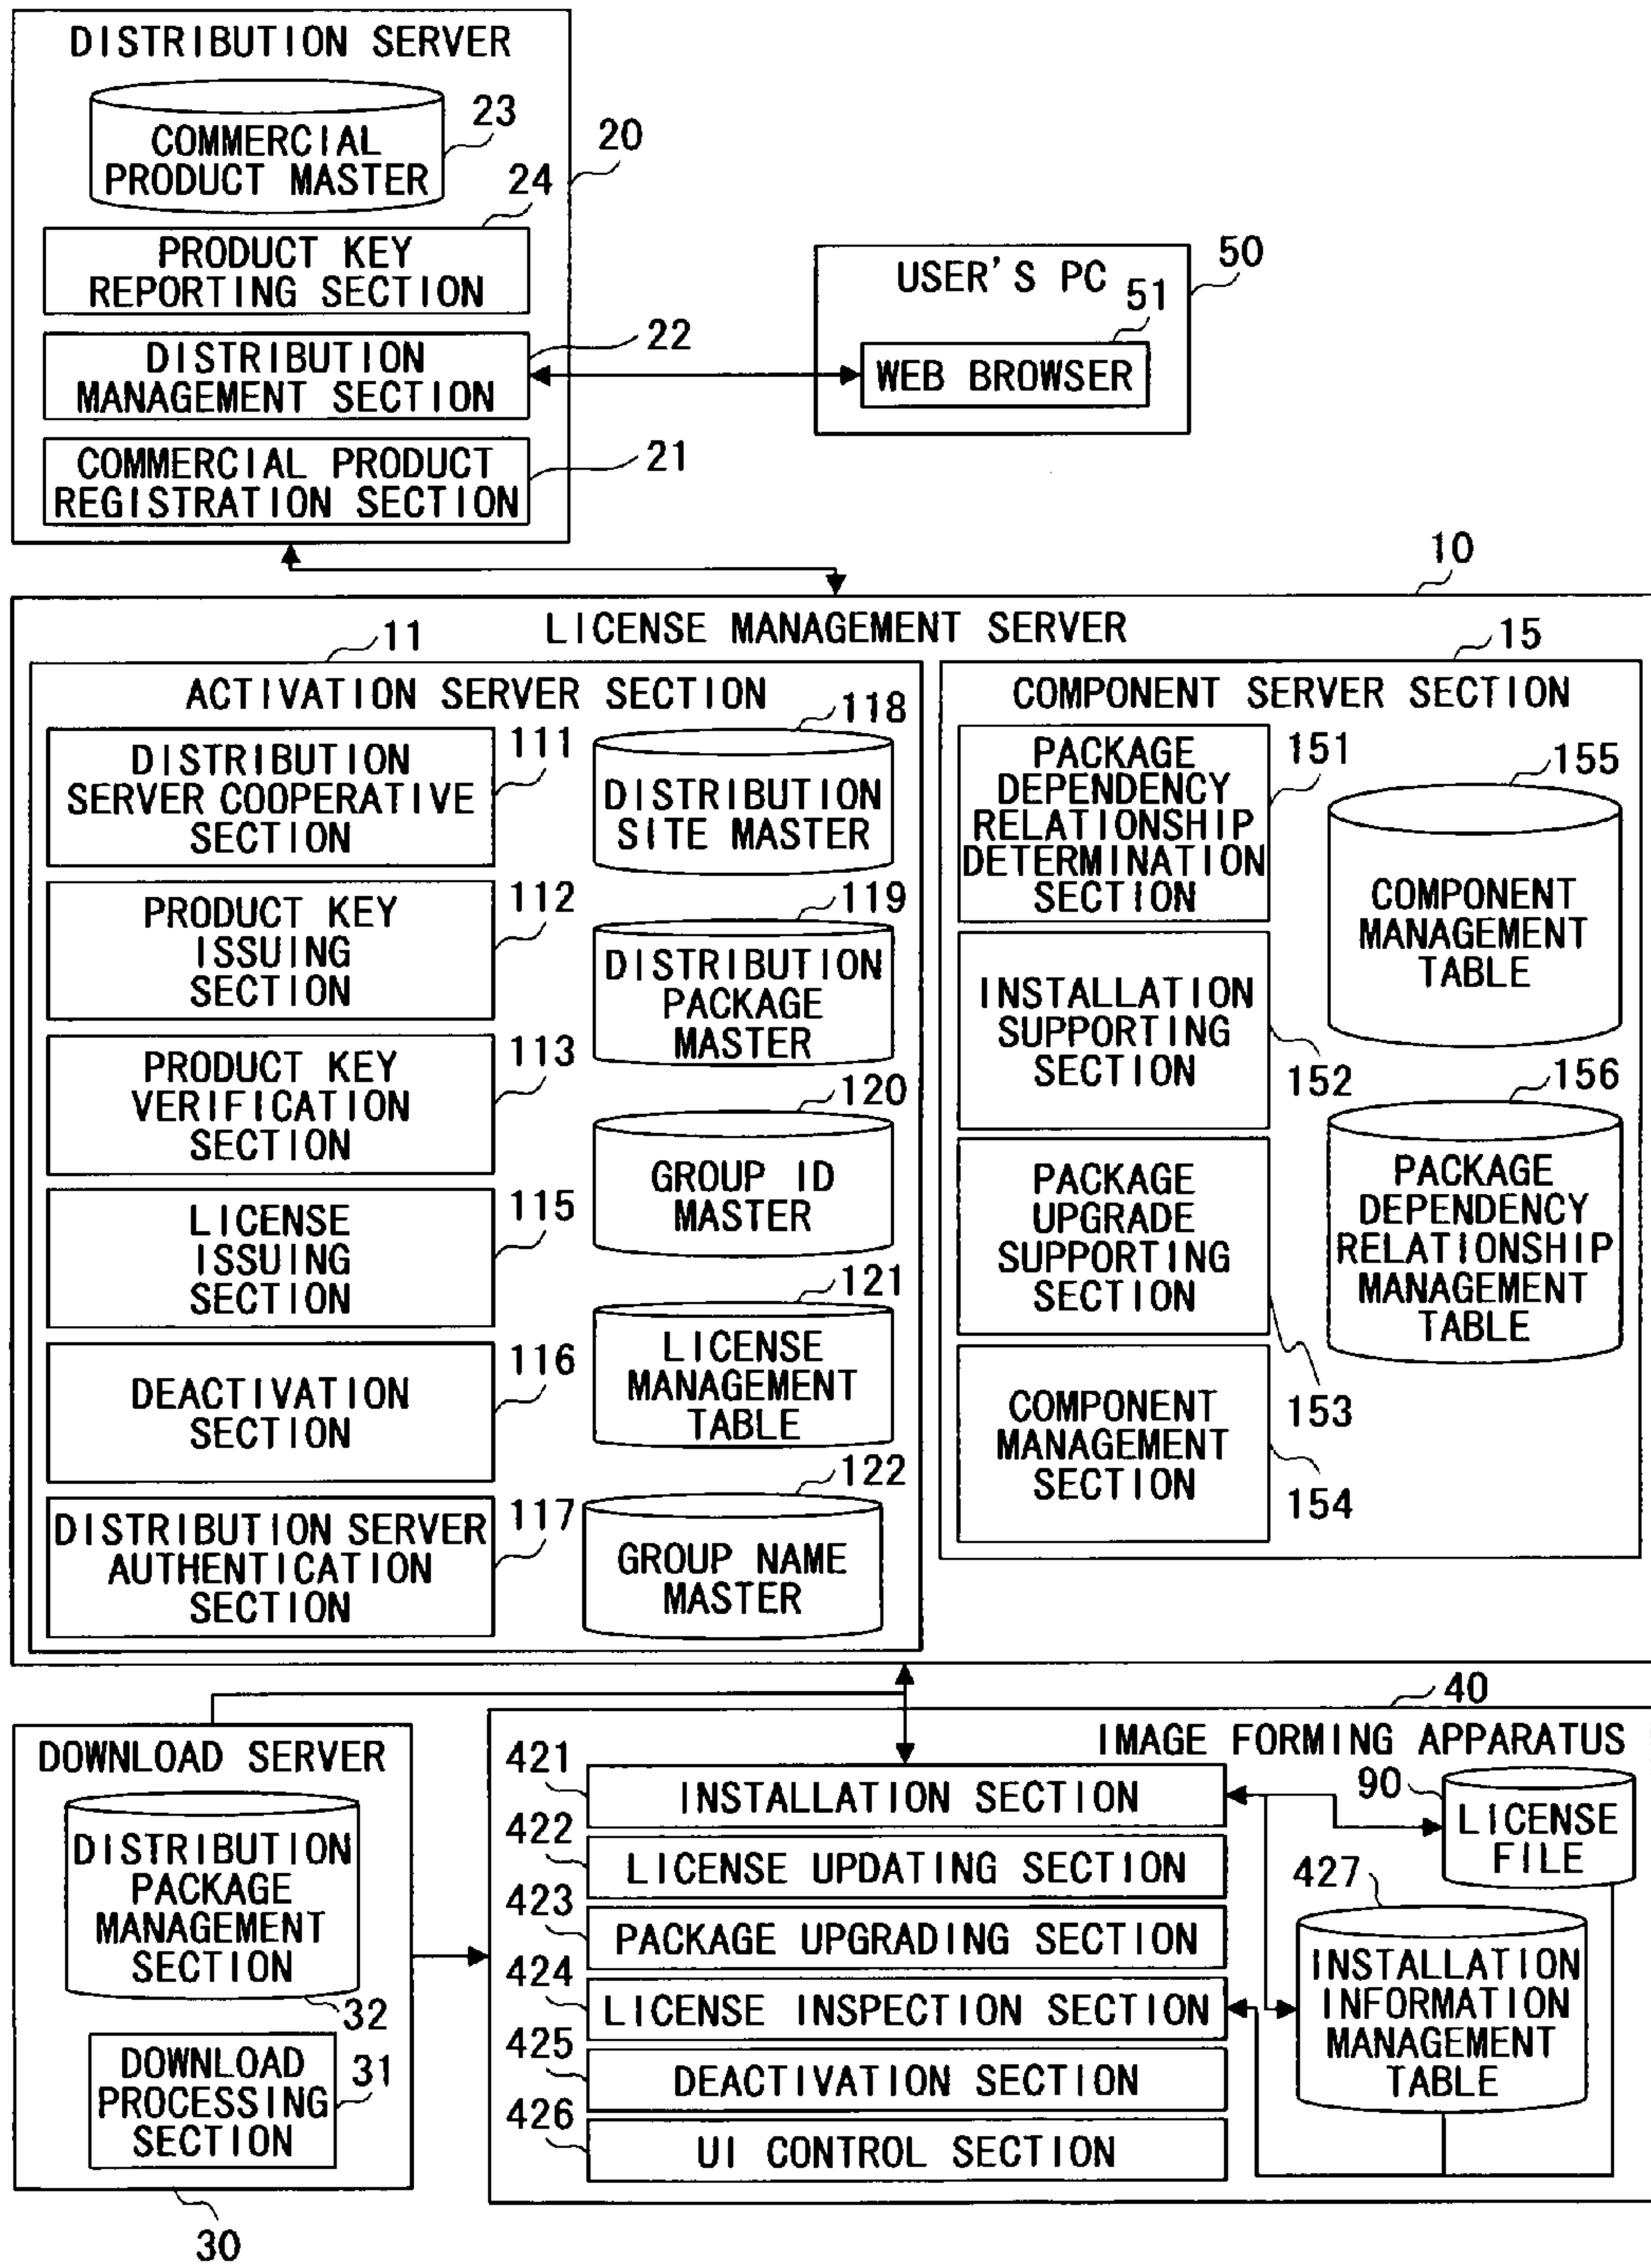 DISTRIBUTION SERVER
COMMERCIAL
PRODUCT MASTER
23
20
24
PRODUCT KEY
REPORTING SECTION
DISTRIBUTION
MANAGEMENT SECTION
22
COMMERCIAL PRODUCT
REGISTRATION SECTION
21
USER'S PC
50
51
WEB BROWSER
10
LICENSE MANAGEMENT SERVER
11
ACTIVATION SERVER SECTION
DISTRIBUTION
SERVER COOPERATIVE
SECTION
111
PRODUCT KEY
ISSUING
SECTION
112
PRODUCT KEY
VERIFICATION
SECTION
113
LICENSE
ISSUING
SECTION
115
DEACTIVATION
SECTION
116
DISTRIBUTION SERVER
AUTHENTICATION
SECTION
117
118
DISTRIBUTION
SITE MASTER
119
DISTRIBUTION
PACKAGE
MASTER
120
GROUP ID
MASTER
121
LICENSE
MANAGEMENT
TABLE
122
GROUP NAME
MASTER
15
COMPONENT SERVER SECTION
PACKAGE
DEPENDENCY
RELATIONSHIP
DETERMINATION
SECTION
151
INSTALLATION
SUPPORTING
SECTION
152
PACKAGE
UPGRADE
SUPPORTING
SECTION
153
COMPONENT
MANAGEMENT
SECTION
154
155
COMPONENT
MANAGEMENT
TABLE
156
PACKAGE
DEPENDENCY
RELATIONSHIP
MANAGEMENT
TABLE
DOWNLOAD SERVER
DISTRIBUTION
PACKAGE
MANAGEMENT
SECTION
32
DOWNLOAD
PROCESSING
SECTION
31
30
40
IMAGE FORMING APPARATUS
421
INSTALLATION SECTION
422
LICENSE UPDATING SECTION
423
PACKAGE UPGRADING SECTION
424
LICENSE INSPECTION SECTION
425
DEACTIVATION SECTION
426
UI CONTROL SECTION
90
LICENSE
FILE
427
INSTALLATION
INFORMATION
MANAGEMENT
TABLE